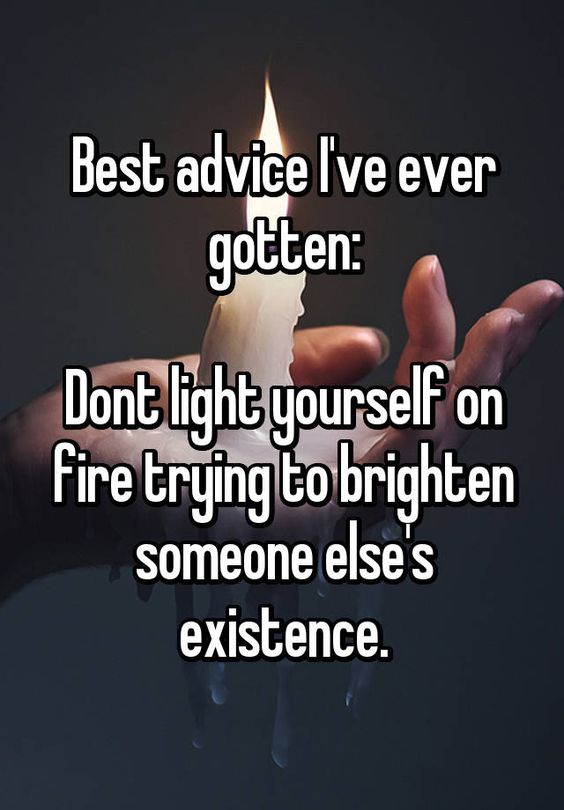 Best advice I've ever
gotten:
Dont light yourself on
fire trying to brighten
someone else's
existence.